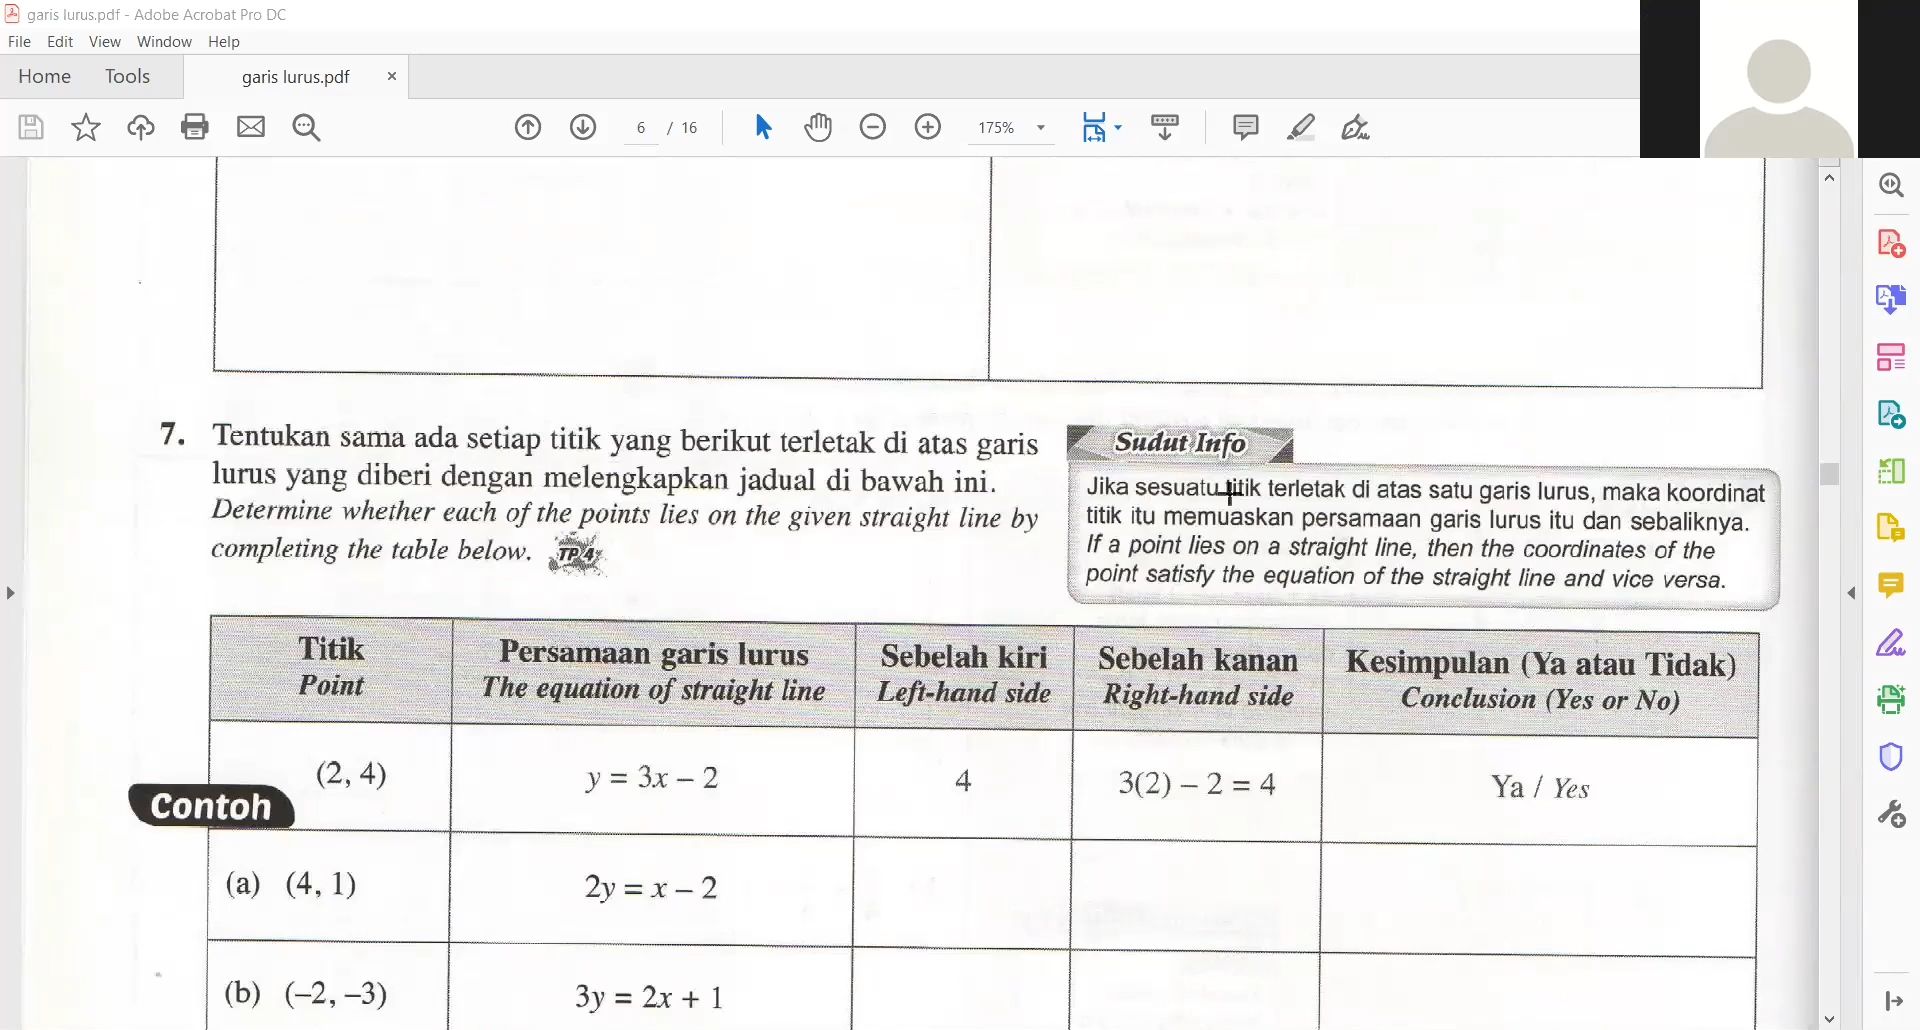 garis lurus.pdf - Adobe Acrobat Pro DC
File Edit View Window Help
Home Tools garis lurus.pdf ×
6 / 16 175%
7. Tentukan sama ada setiap titik yang berikut terletak di atas garis
lurus yang diberi dengan melengkapkan jadual di bawah ini.
Determine whether each of the points lies on the given straight line by
completing the table below. TP 4
Sudut Info
Jika sesuatu titik terletak di atas satu garis lurus, maka koordinat
titik itu memuaskan persamaan garis lurus itu dan sebaliknya.
If a point lies on a straight line, then the coordinates of the
point satisfy the equation of the straight line and vice versa.
Titik Persamaan garis lurus Sebelah kiri Sebelah kanan Kesimpulan (Ya atau Tidak)
Point The equation of straight line Left-hand side Right-hand side Conclusion (Yes or No)
(2, 4) y = 3x – 2 4 3(2) – 2 = 4 Ya / Yes
Contoh
(a) (4, 1) 2y = x – 2
(b) (–2, –3) 3y = 2x + 1